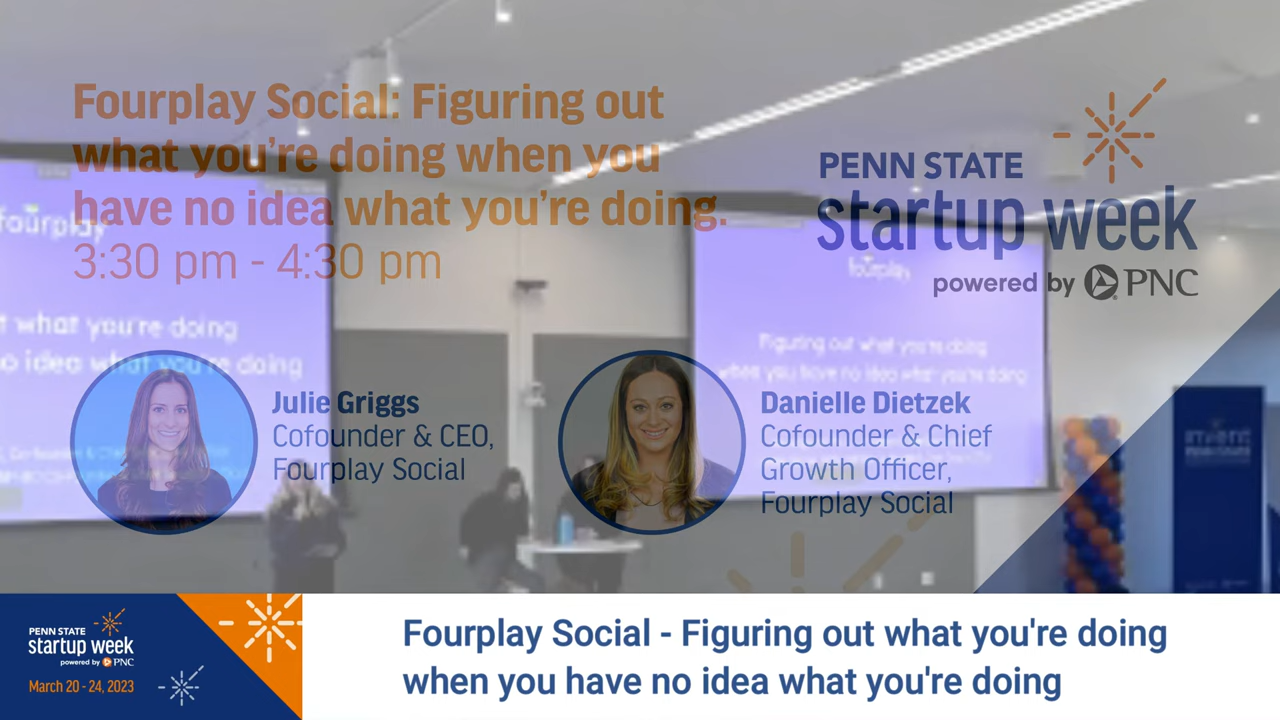 Fourplay Social: Figuring out
what you're doing when you
have no idea what you're doing.
3:30 pm - 4:30 pm
PENN STATE
startup week
powered by PNC
fourplay
t what you're doing
o idea what you're doing
fourplay
Figuring out what you're doing
when you have no idea what you're doing
Julie Griggs
Cofounder & CEO,
Fourplay Social
Danielle Dietzek
Cofounder & Chief
Growth Officer,
Fourplay Social
PENN STATE
startup week
powered by PNC
March 20 - 24, 2023
Fourplay Social - Figuring out what you're doing
when you have no idea what you're doing